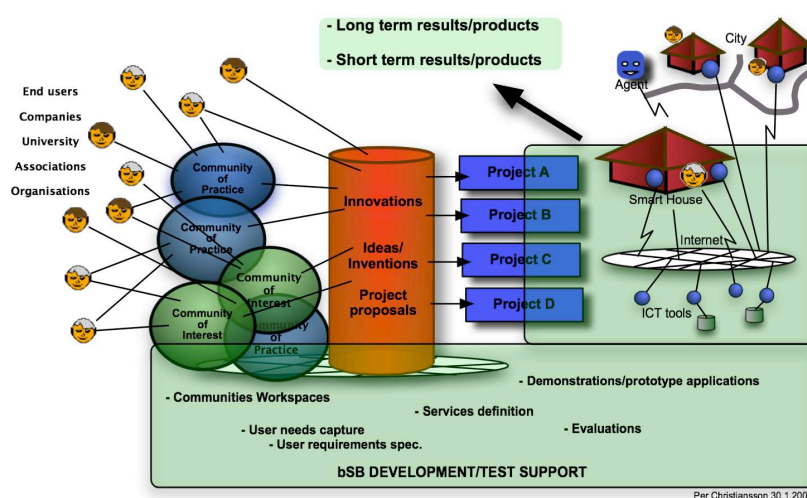 - Long term results/products
- Short term results/products
City
Agent
End users
Companies
University
Associations
Organisations
Community
of
Practice
Community
of
Practice
Community
of
Interest
Community
of Interest
Community
of
Practice
Innovations
Ideas/
Inventions
Project
proposals
Project A
Project B
Project C
Project D
Smart House
Internet
ICT tools
- Communities Workspaces
- User needs capture
- User requirements spec.
- Services definition
- Demonstrations/prototype applications
- Evaluations
bSB DEVELOPMENT/TEST SUPPORT
Per Christiansson 30.1.200